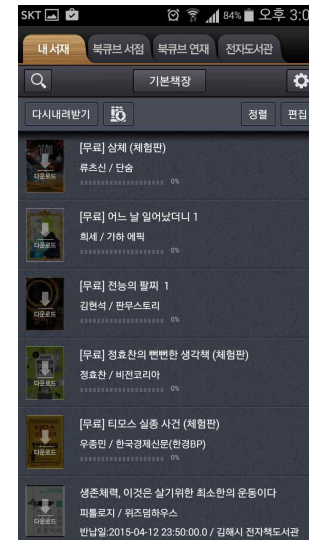 SKT 84% 오후 3:0
내 서재 북큐브 서점 북큐브 연재 전자도서관
기본책장
다시내려받기 정렬 편집
[무료] 삼체 (체험판)
류츠신 / 단숨
다운로드
0%
[무료] 어느 날 일어났더니 1
희세 / 가하 에픽
다운로드
0%
[무료] 전능의 팔찌 1
김현석 / 판무스토리
다운로드
0%
[무료] 정효찬의 뻔뻔한 생각책 (체험판)
정효찬 / 비전코리아
다운로드
0%
[무료] 티모스 실종 사건 (체험판)
우종민 / 한국경제신문(한경BP)
다운로드
0%
생존체력, 이것은 살기위한 최소한의 운동이다
피톨로지 / 위즈덤하우스
다운로드
반납일:2015-04-12 23:50:00.0 / 김해시 전자책도서관